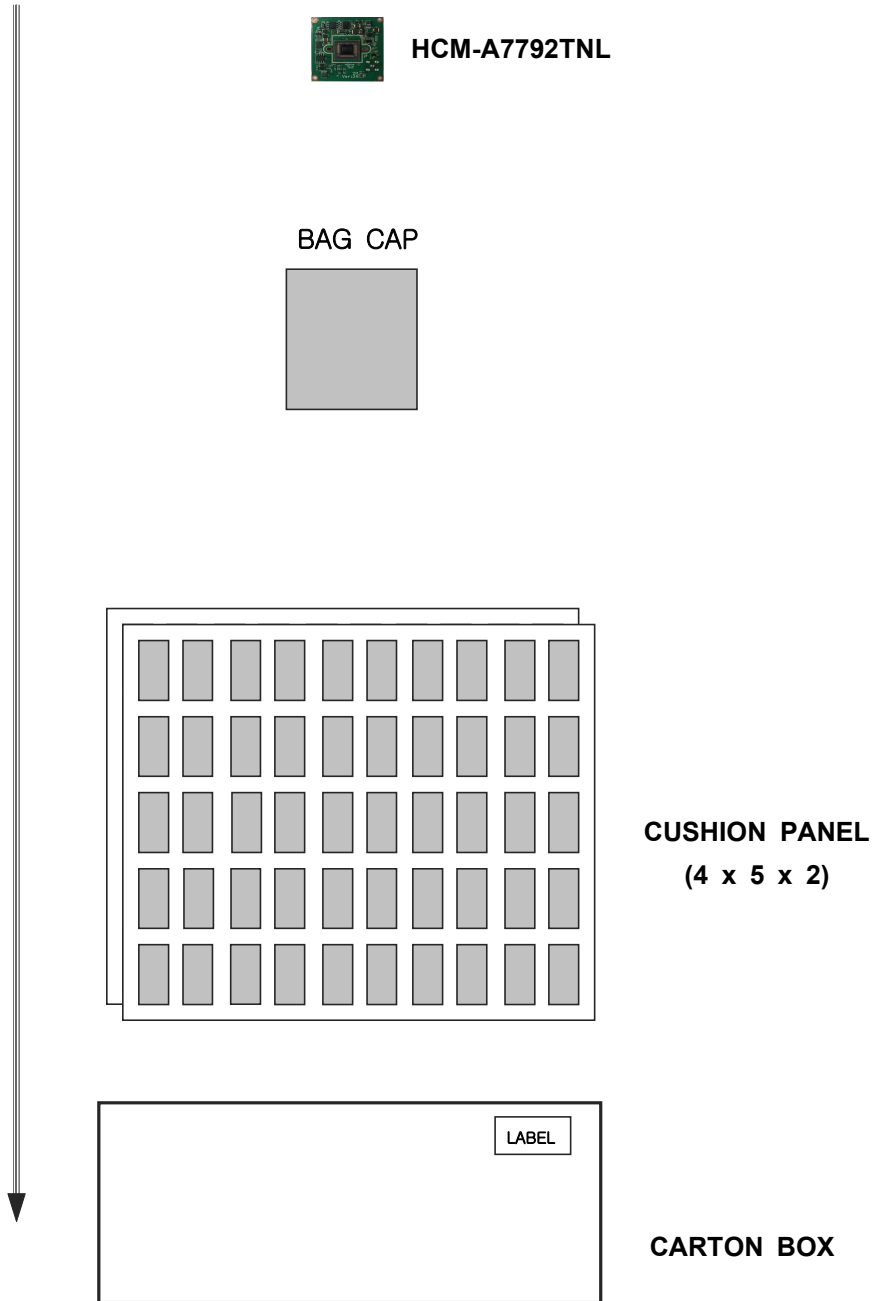 HCM-A7792TNL
BAG CAP
CUSHION PANEL
(4 x 5 x 2)
LABEL
CARTON BOX